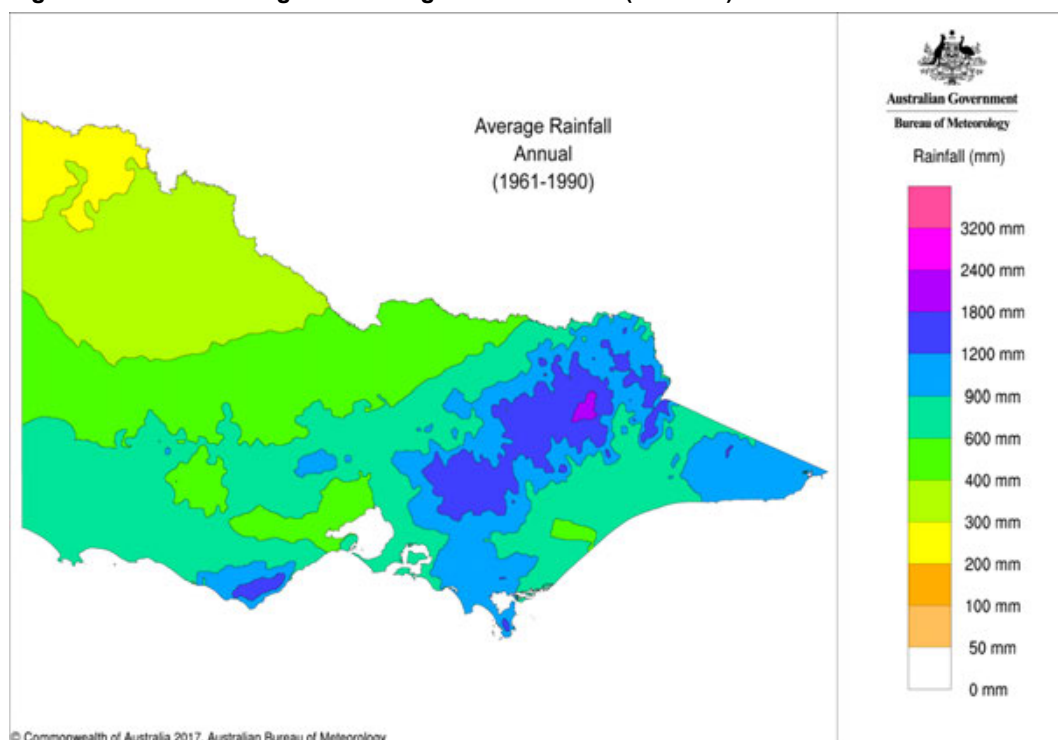 Average Rainfall
Annual
(1961-1990)
Australian Government
Bureau of Meteorology
Rainfall (mm)
3200 mm
2400 mm
1800 mm
1200 mm
900 mm
600 mm
400 mm
300 mm
200 mm
100 mm
50 mm
0 mm
© Commonwealth of Australia 2017, Australian Bureau of Meteorology